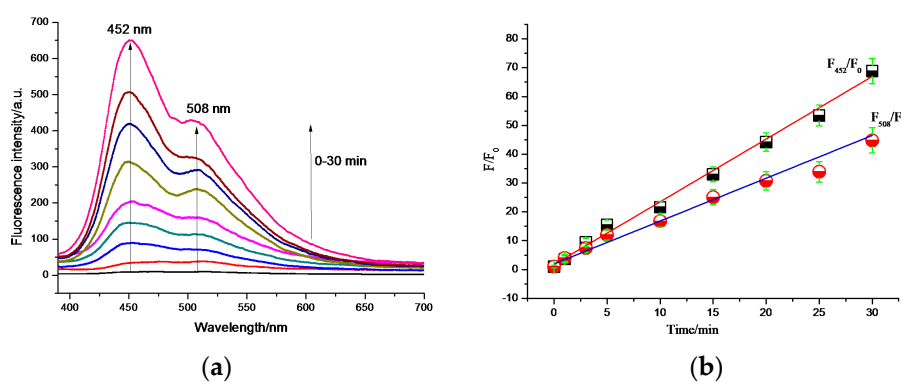 700
600
500
400
300
200
100
0
Fluorescence intensity/a.u.
452 nm
508 nm
0-30 min
400 450 500 550 600 650 700
Wavelength/nm
(a)
80
70
60
50
40
30
20
10
0
-10
F/F0
F452/F0
F508/F
0 5 10 15 20 25 30
Time/min
(b)